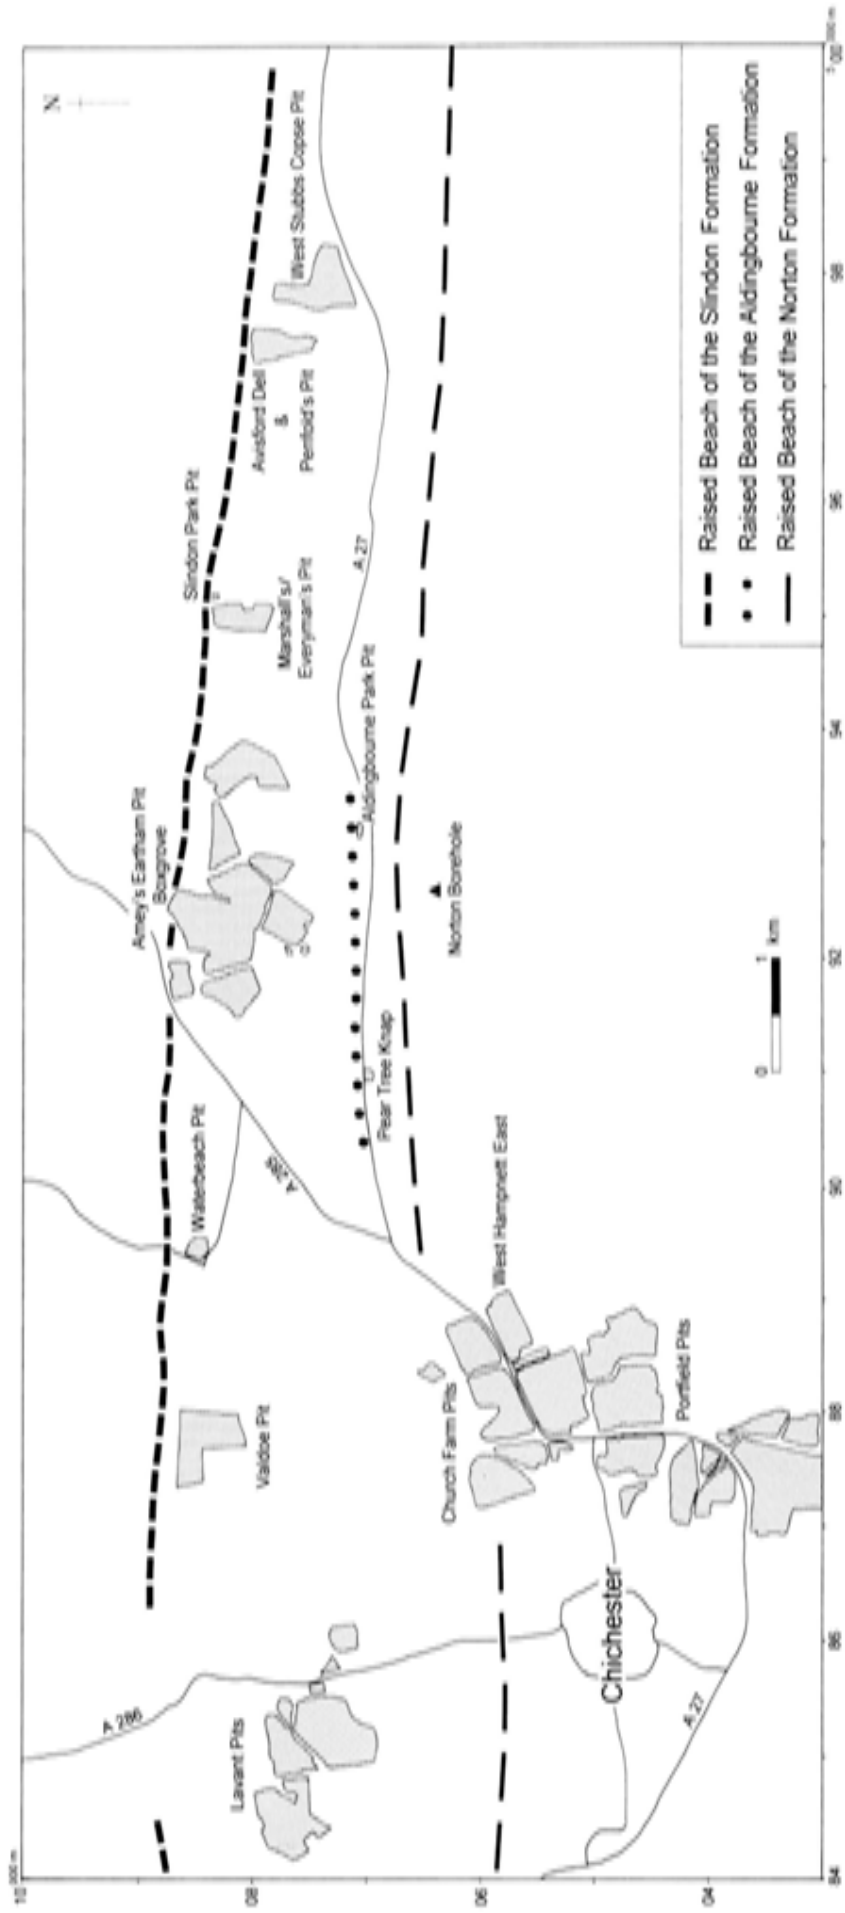 N
Slindon Park Pit
West Stubbs Copse Pit
Avisford Dell
&
Penfold's Pit
Marshall's/
Everyman's Pit
Amey's Eartham Pit
Boxgrove
A 27
Aldingbourne Park Pit
Norton Borehole
Waterbeach Pit
Pear Tree Knap
West Hampnett East
Valdoe Pit
Church Farm Pits
Portfield Pits
Lavant Pits
A 286
Chichester
A 27
0 1 km
Raised Beach of the Slindon Formation
Raised Beach of the Aldingbourne Formation
Raised Beach of the Norton Formation
10
08
06
04
84
86
88
90
92
94
96
98
00